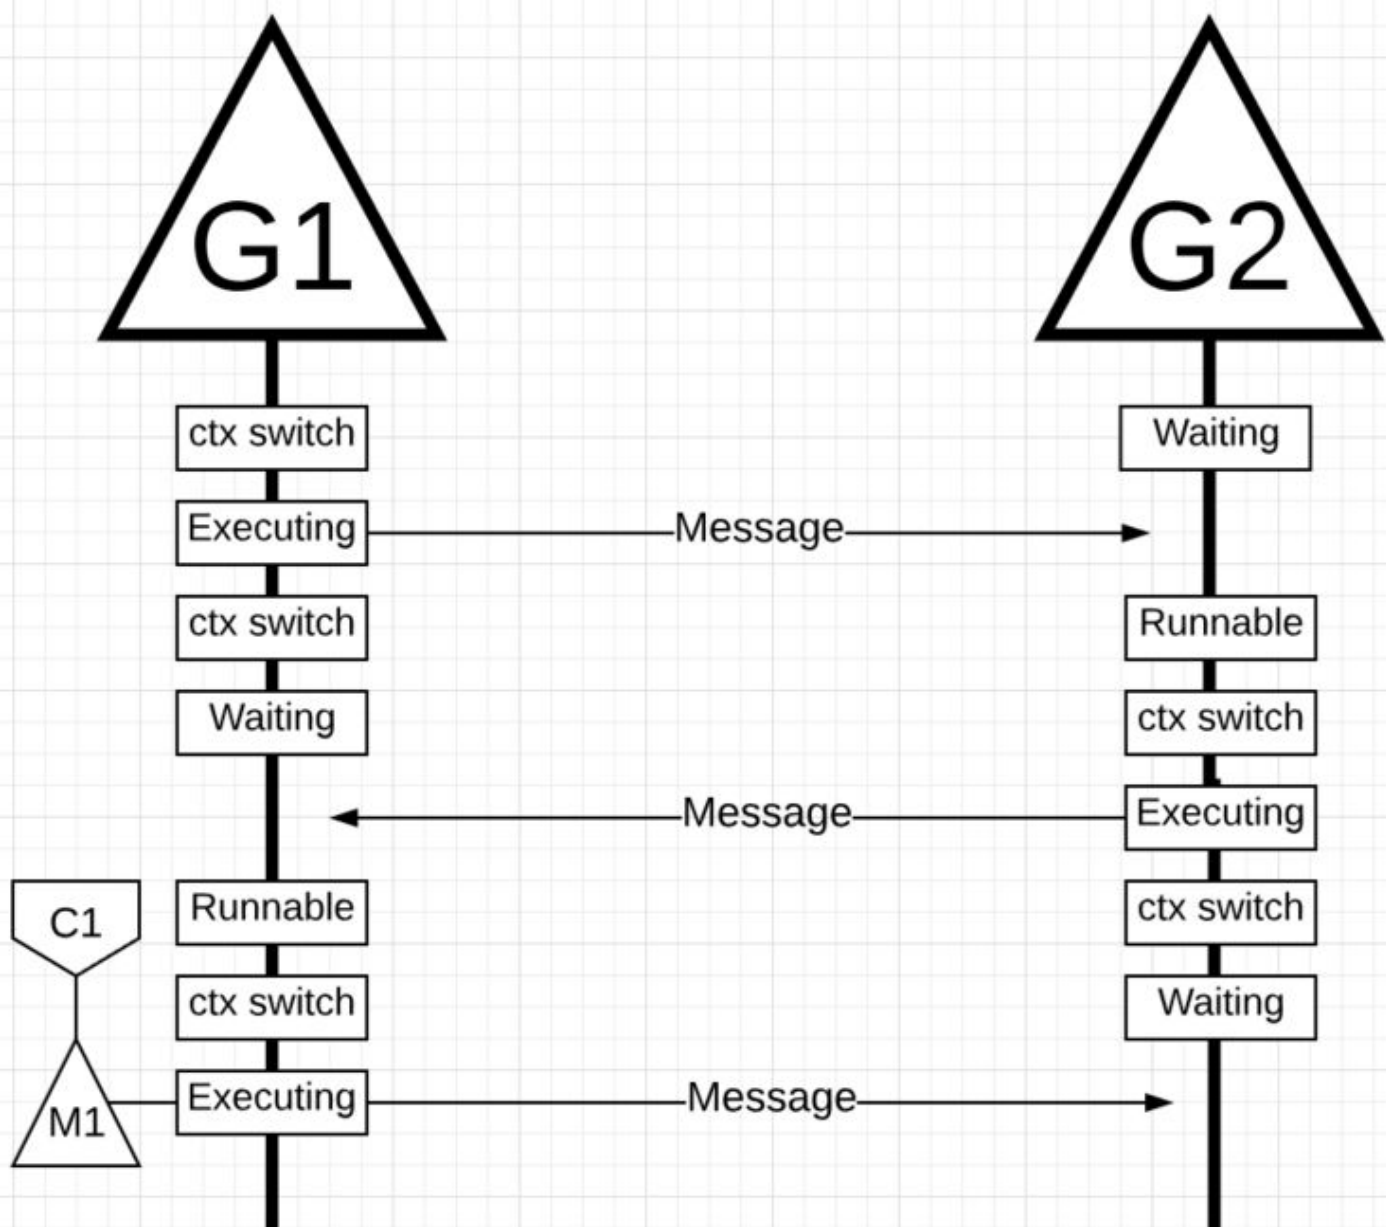 G1
G2
ctx switch
Waiting
Executing
Message
ctx switch
Runnable
Waiting
ctx switch
Message
Executing
C1
Runnable
ctx switch
ctx switch
Waiting
M1
Executing
Message